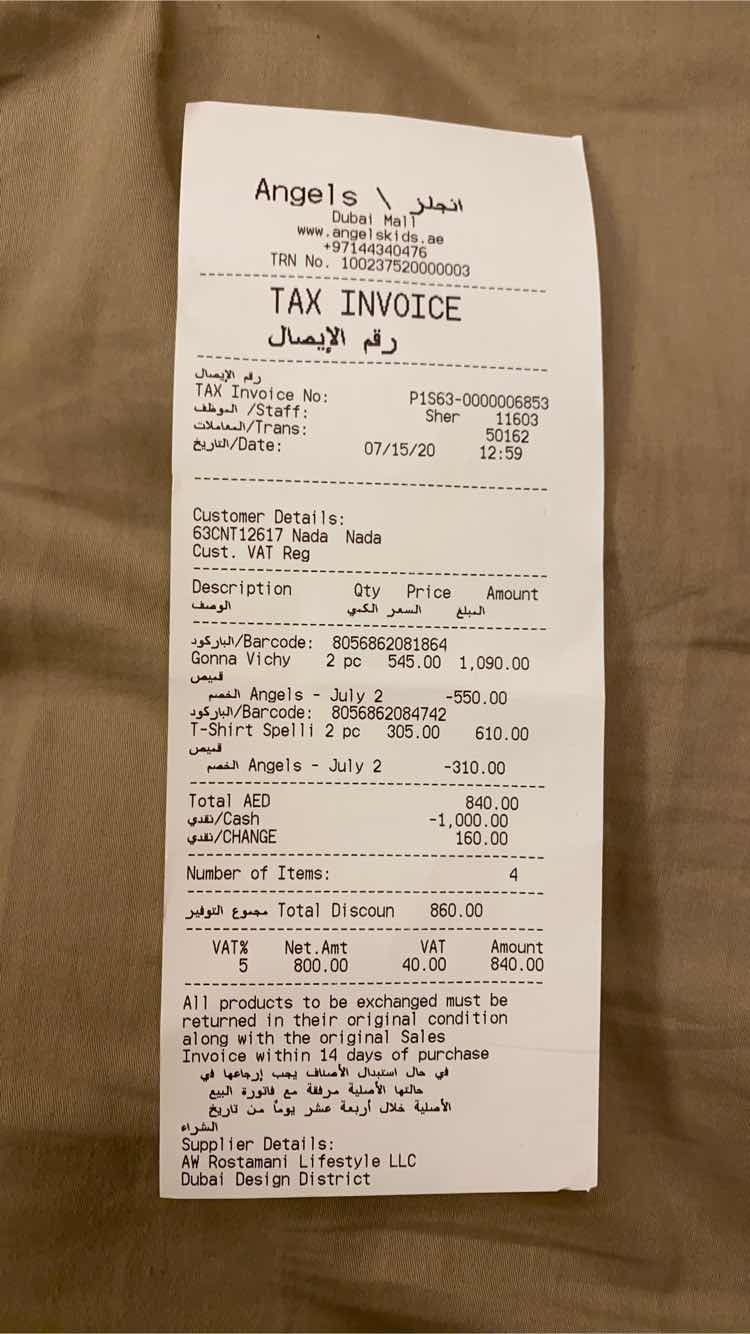 Angels \ انجلز
Dubai Mall
www.angelskids.ae
+97144340476
TRN No. 100237520000003
TAX INVOICE
رقم الإيصال
رقم الإيصال
TAX Invoice No: P1S63-0000006853
الموظف /Staff: Sher 11603
المعاملات/Trans: 50162
التاريخ/Date: 07/15/20 12:59
Customer Details:
63CNT12617 Nada Nada
Cust. VAT Reg
Description Qty Price Amount
الوصف الكمي السعر المبلغ
الباركود/Barcode: 8056862081864
Gonna Vichy 2 pc 545.00 1,090.00
قميص
الخصم Angels - July 2 -550.00
الباركود/Barcode: 8056862084742
T-Shirt Spelli 2 pc 305.00 610.00
قميص
الخصم Angels - July 2 -310.00
Total AED 840.00
نقدي/Cash -1,000.00
نقدي/CHANGE 160.00
Number of Items: 4
مجموع التوفير Total Discoun 860.00
VAT% Net.Amt VAT Amount
5 800.00 40.00 840.00
All products to be exchanged must be
returned in their original condition
along with the original Sales
Invoice within 14 days of purchase
في حال استبدال الأصناف يجب إرجاعها في
حالتها الأصلية مرفقة مع فاتورة البيع
الأصلية خلال أربعة عشر يوماً من تاريخ
الشراء
Supplier Details:
AW Rostamani Lifestyle LLC
Dubai Design District